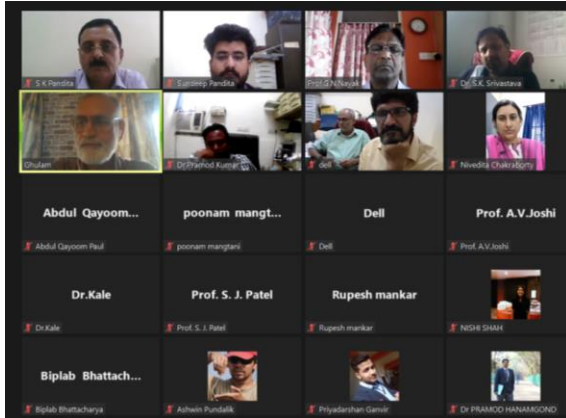 S K Pandita
Sundeep Pandita
Prof G.N.Nayak
Dr. S.K. Srivastava
Ghulam
Dr Pramod Kumar
dell
Nivedita Chakraborty
Abdul Qayoom...
poonam mangt...
Dell
Prof. A.V.Joshi
Abdul Qayoom Paul
poonam mangtani
Dell
Prof. A.V.Joshi
Dr.Kale
Prof. S. J. Patel
Rupesh mankar
Dr.Kale
Prof. S. J. Patel
Rupesh mankar
NISHI SHAH
Biplab Bhattach...
Biplab Bhattacharya
Ashwin Pundalik
Priyadarshan Ganvir
Dr PRAMOD HANAMGOND